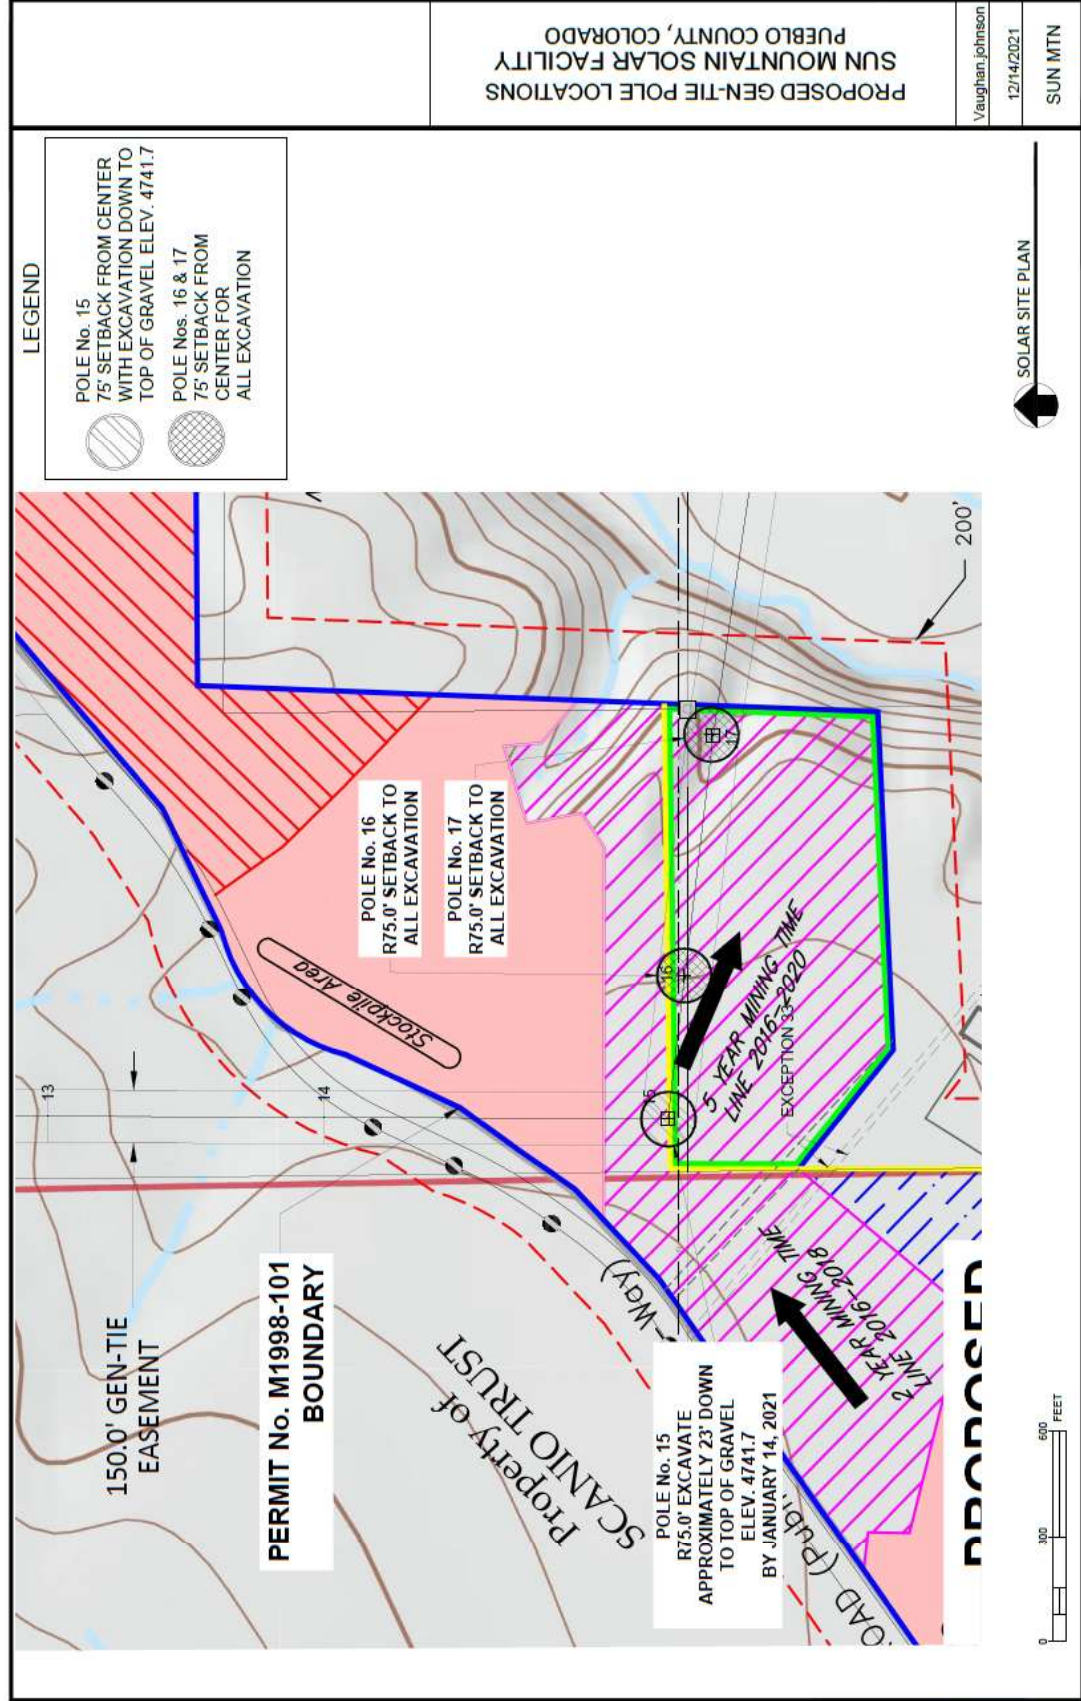 LEGEND
POLE No. 15
75' SETBACK FROM CENTER
WITH EXCAVATION DOWN TO
TOP OF GRAVEL ELEV. 4741.7
POLE Nos. 16 & 17
75' SETBACK FROM
CENTER FOR
ALL EXCAVATION
150.0' GEN-TIE
EASEMENT
13
14
PERMIT No. M1998-101
BOUNDARY
Stockpile Area
POLE No. 16
R75.0' SETBACK TO
ALL EXCAVATION
POLE No. 17
R75.0' SETBACK TO
ALL EXCAVATION
Property of
SCANIO TRUST
-Way)
15
16
17
5 YEAR MINING TIME
LINE 2016-2020
EXCEPTION 33
POLE No. 15
R75.0' EXCAVATE
APPROXIMATELY 23' DOWN
TO TOP OF GRAVEL
ELEV. 4741.7
BY JANUARY 14, 2021
2 YEAR MINING TIME
LINE 2016-2018
OAD (Publi
200'
PROPOSED
0 300 600 FEET
SOLAR SITE PLAN
PROPOSED GEN-TIE POLE LOCATIONS
SUN MOUNTAIN SOLAR FACILITY
PUEBLO COUNTY, COLORADO
Vaughan.johnson
12/14/2021
SUN MTN